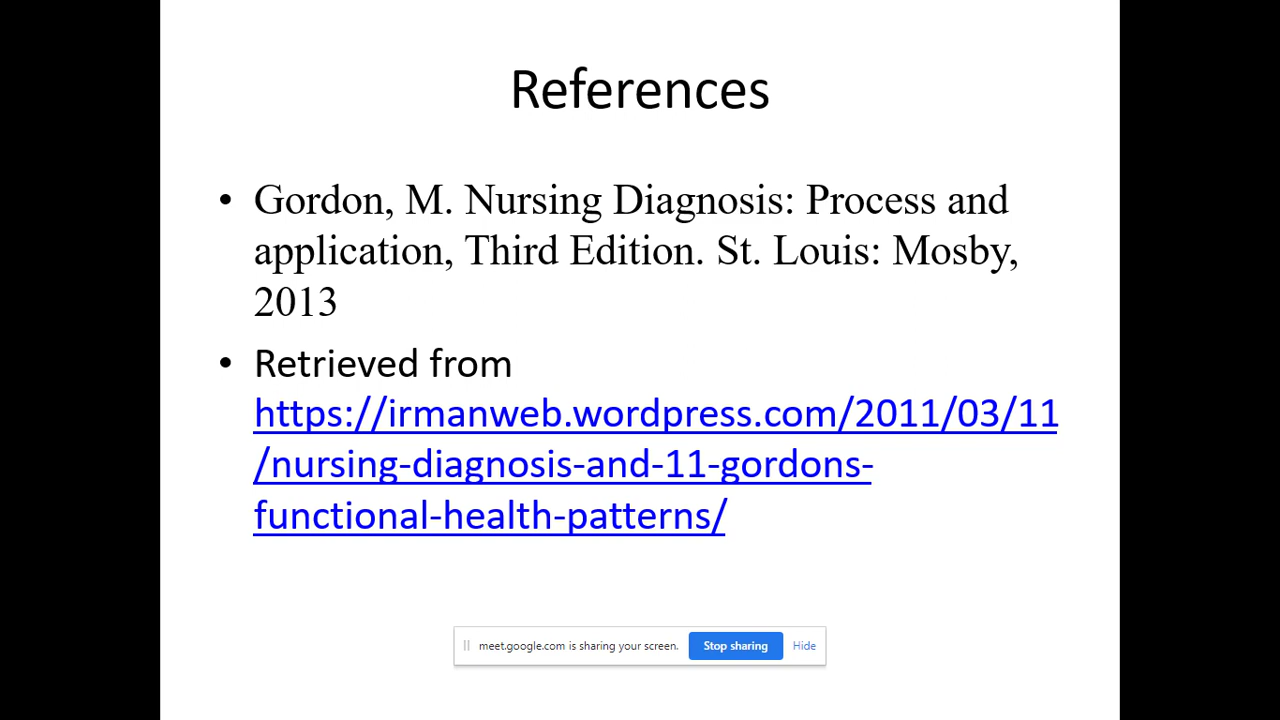 References
• Gordon, M. Nursing Diagnosis: Process and
application, Third Edition. St. Louis: Mosby,
2013
• Retrieved from
https://irmanweb.wordpress.com/2011/03/11
/nursing-diagnosis-and-11-gordons-
functional-health-patterns/
meet.google.com is sharing your screen. Stop sharing Hide